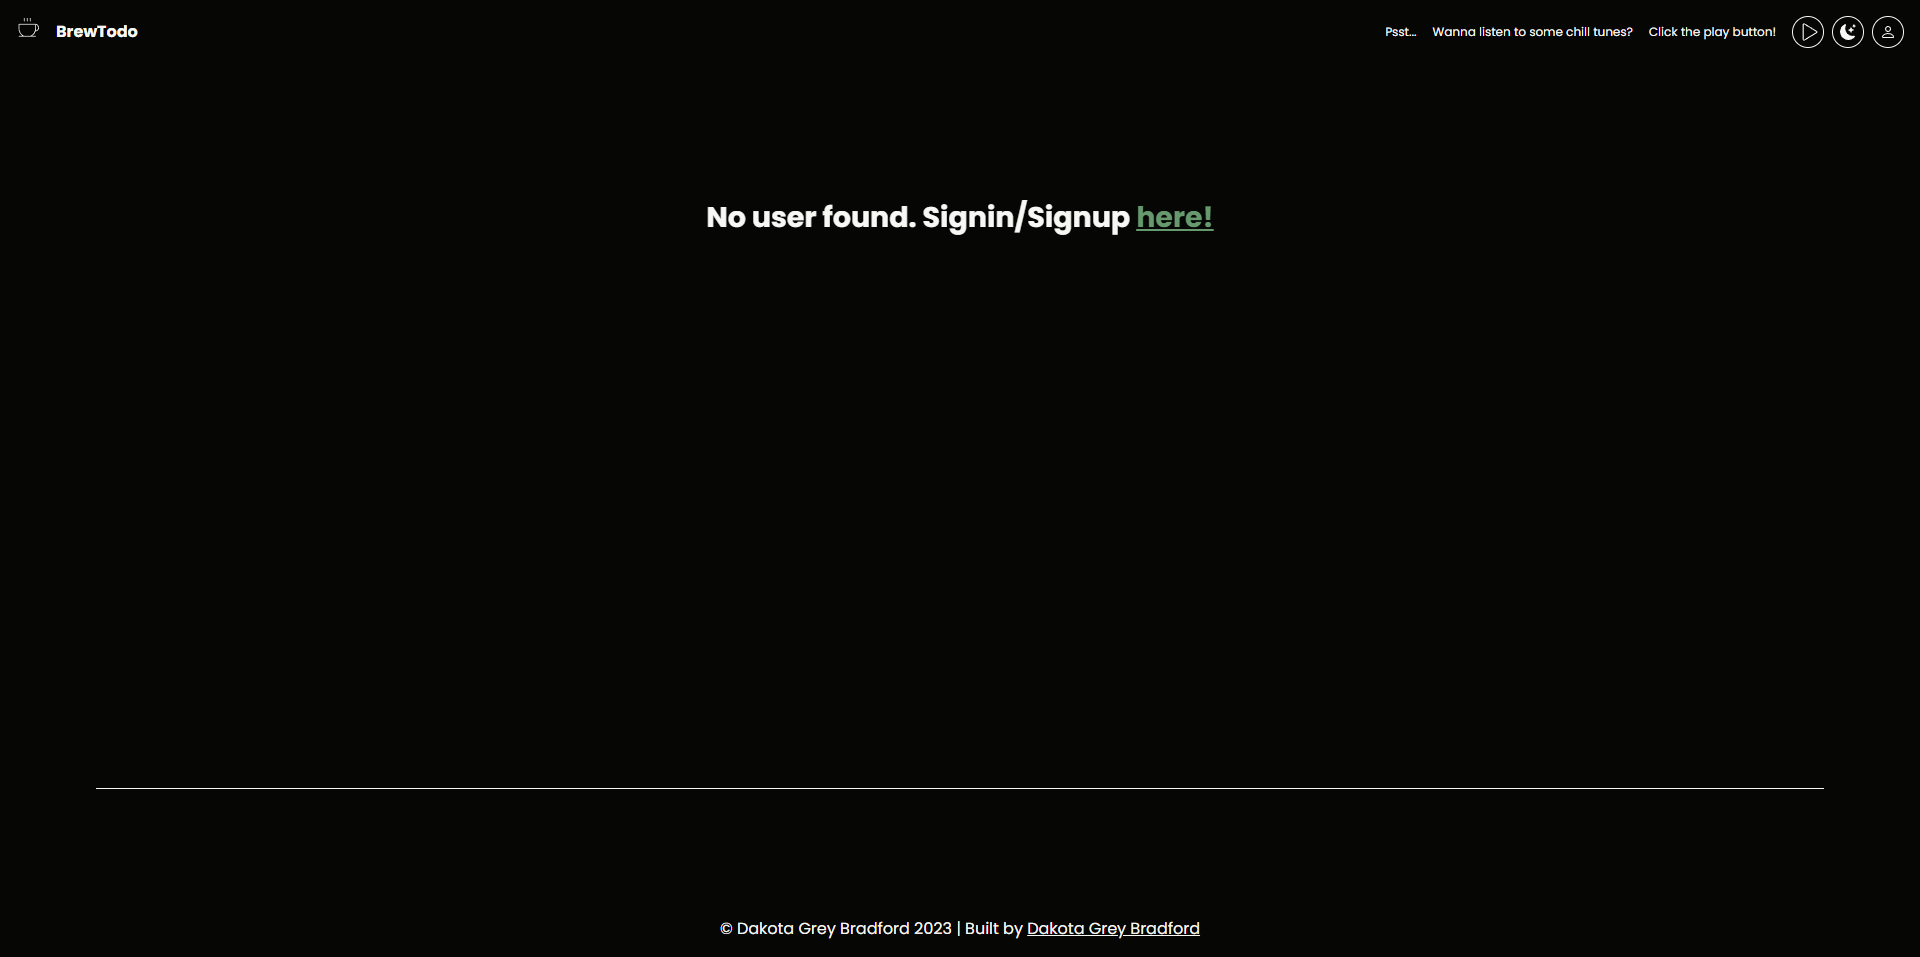 BrewTodo
Psst... Wanna listen to some chill tunes? Click the play button!
No user found. Signin/Signup here!
© Dakota Grey Bradford 2023 | Built by Dakota Grey Bradford